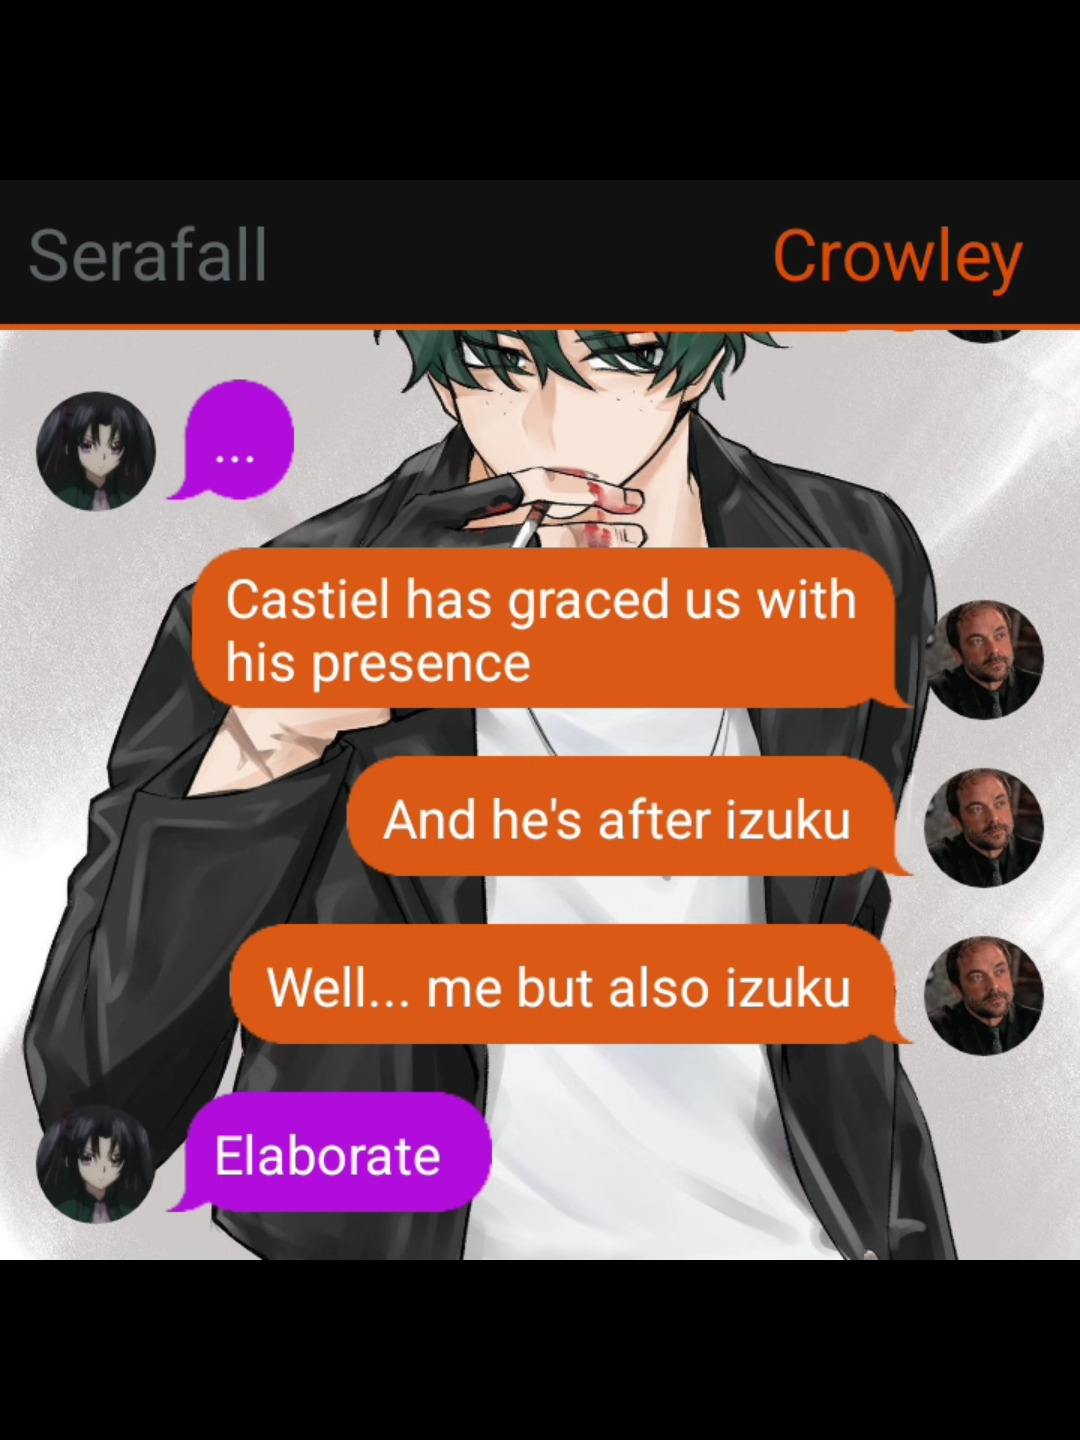 Serafall
Crowley
...
Castiel has graced us with
his presence
And he's after izuku
Well... me but also izuku
Elaborate